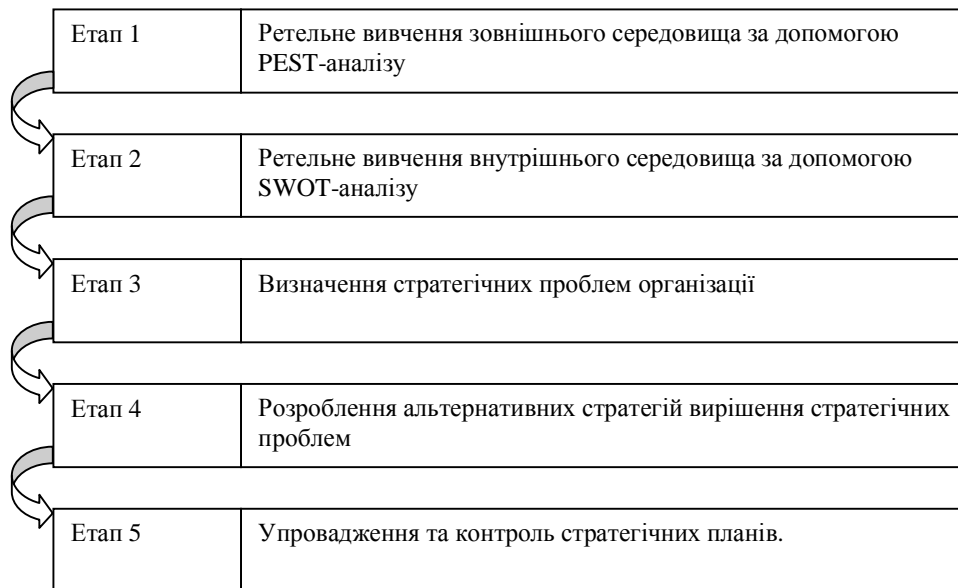 Етап 1
Ретельне вивчення зовнішнього середовища за допомогою
PEST-аналізу
Етап 2
Ретельне вивчення внутрішнього середовища за допомогою
SWOT-аналізу
Етап 3
Визначення стратегічних проблем організації
Етап 4
Розроблення альтернативних стратегій вирішення стратегічних
проблем
Етап 5
Упровадження та контроль стратегічних планів.